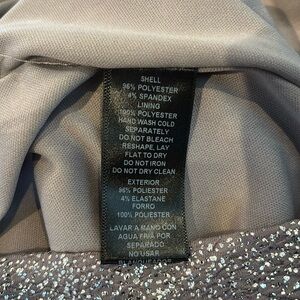 SHELL
96% POLYESTER
4% SPANDEX
LINING
100% POLYESTER
HAND WASH COLD
SEPARATELY
DO NOT BLEACH
RESHAPE, LAY
FLAT TO DRY
DO NOT IRON
DO NOT DRY CLEAN
EXTERIOR
96% POLIESTER
4% ELASTANE
FORRO
100% POLIESTER
LAVAR A MANO CON
AGUA FRIA POR
SEPARADO
NO USAR
BLANQUEADOR